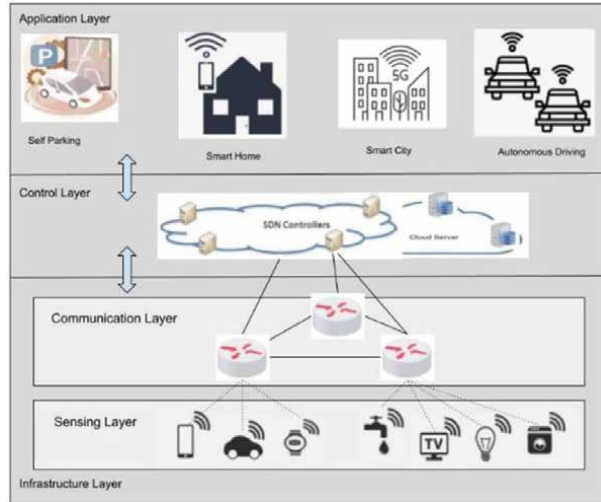 Application Layer
P
5G
Self Parking
Smart Home
Smart City
Autonomous Driving
Control Layer
SDN Controllers
Cloud Server
Communication Layer
Sensing Layer
TV
Infrastructure Layer